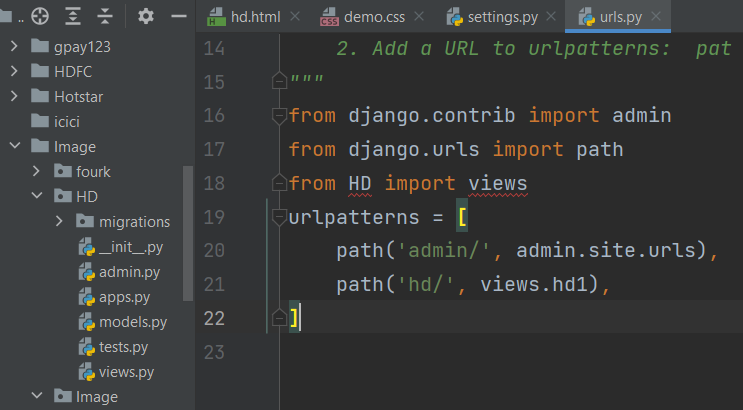 ..
hd.html
demo.css
settings.py
urls.py
gpay123
HDFC
Hotstar
icici
Image
fourk
HD
migrations
__init__.py
admin.py
apps.py
models.py
tests.py
views.py
Image
14 2. Add a URL to urlpatterns:  pat
15 """
16 from django.contrib import admin
17 from django.urls import path
18 from HD import views
19 urlpatterns = [
20 path('admin/', admin.site.urls),
21 path('hd/', views.hd1),
22 ]
23